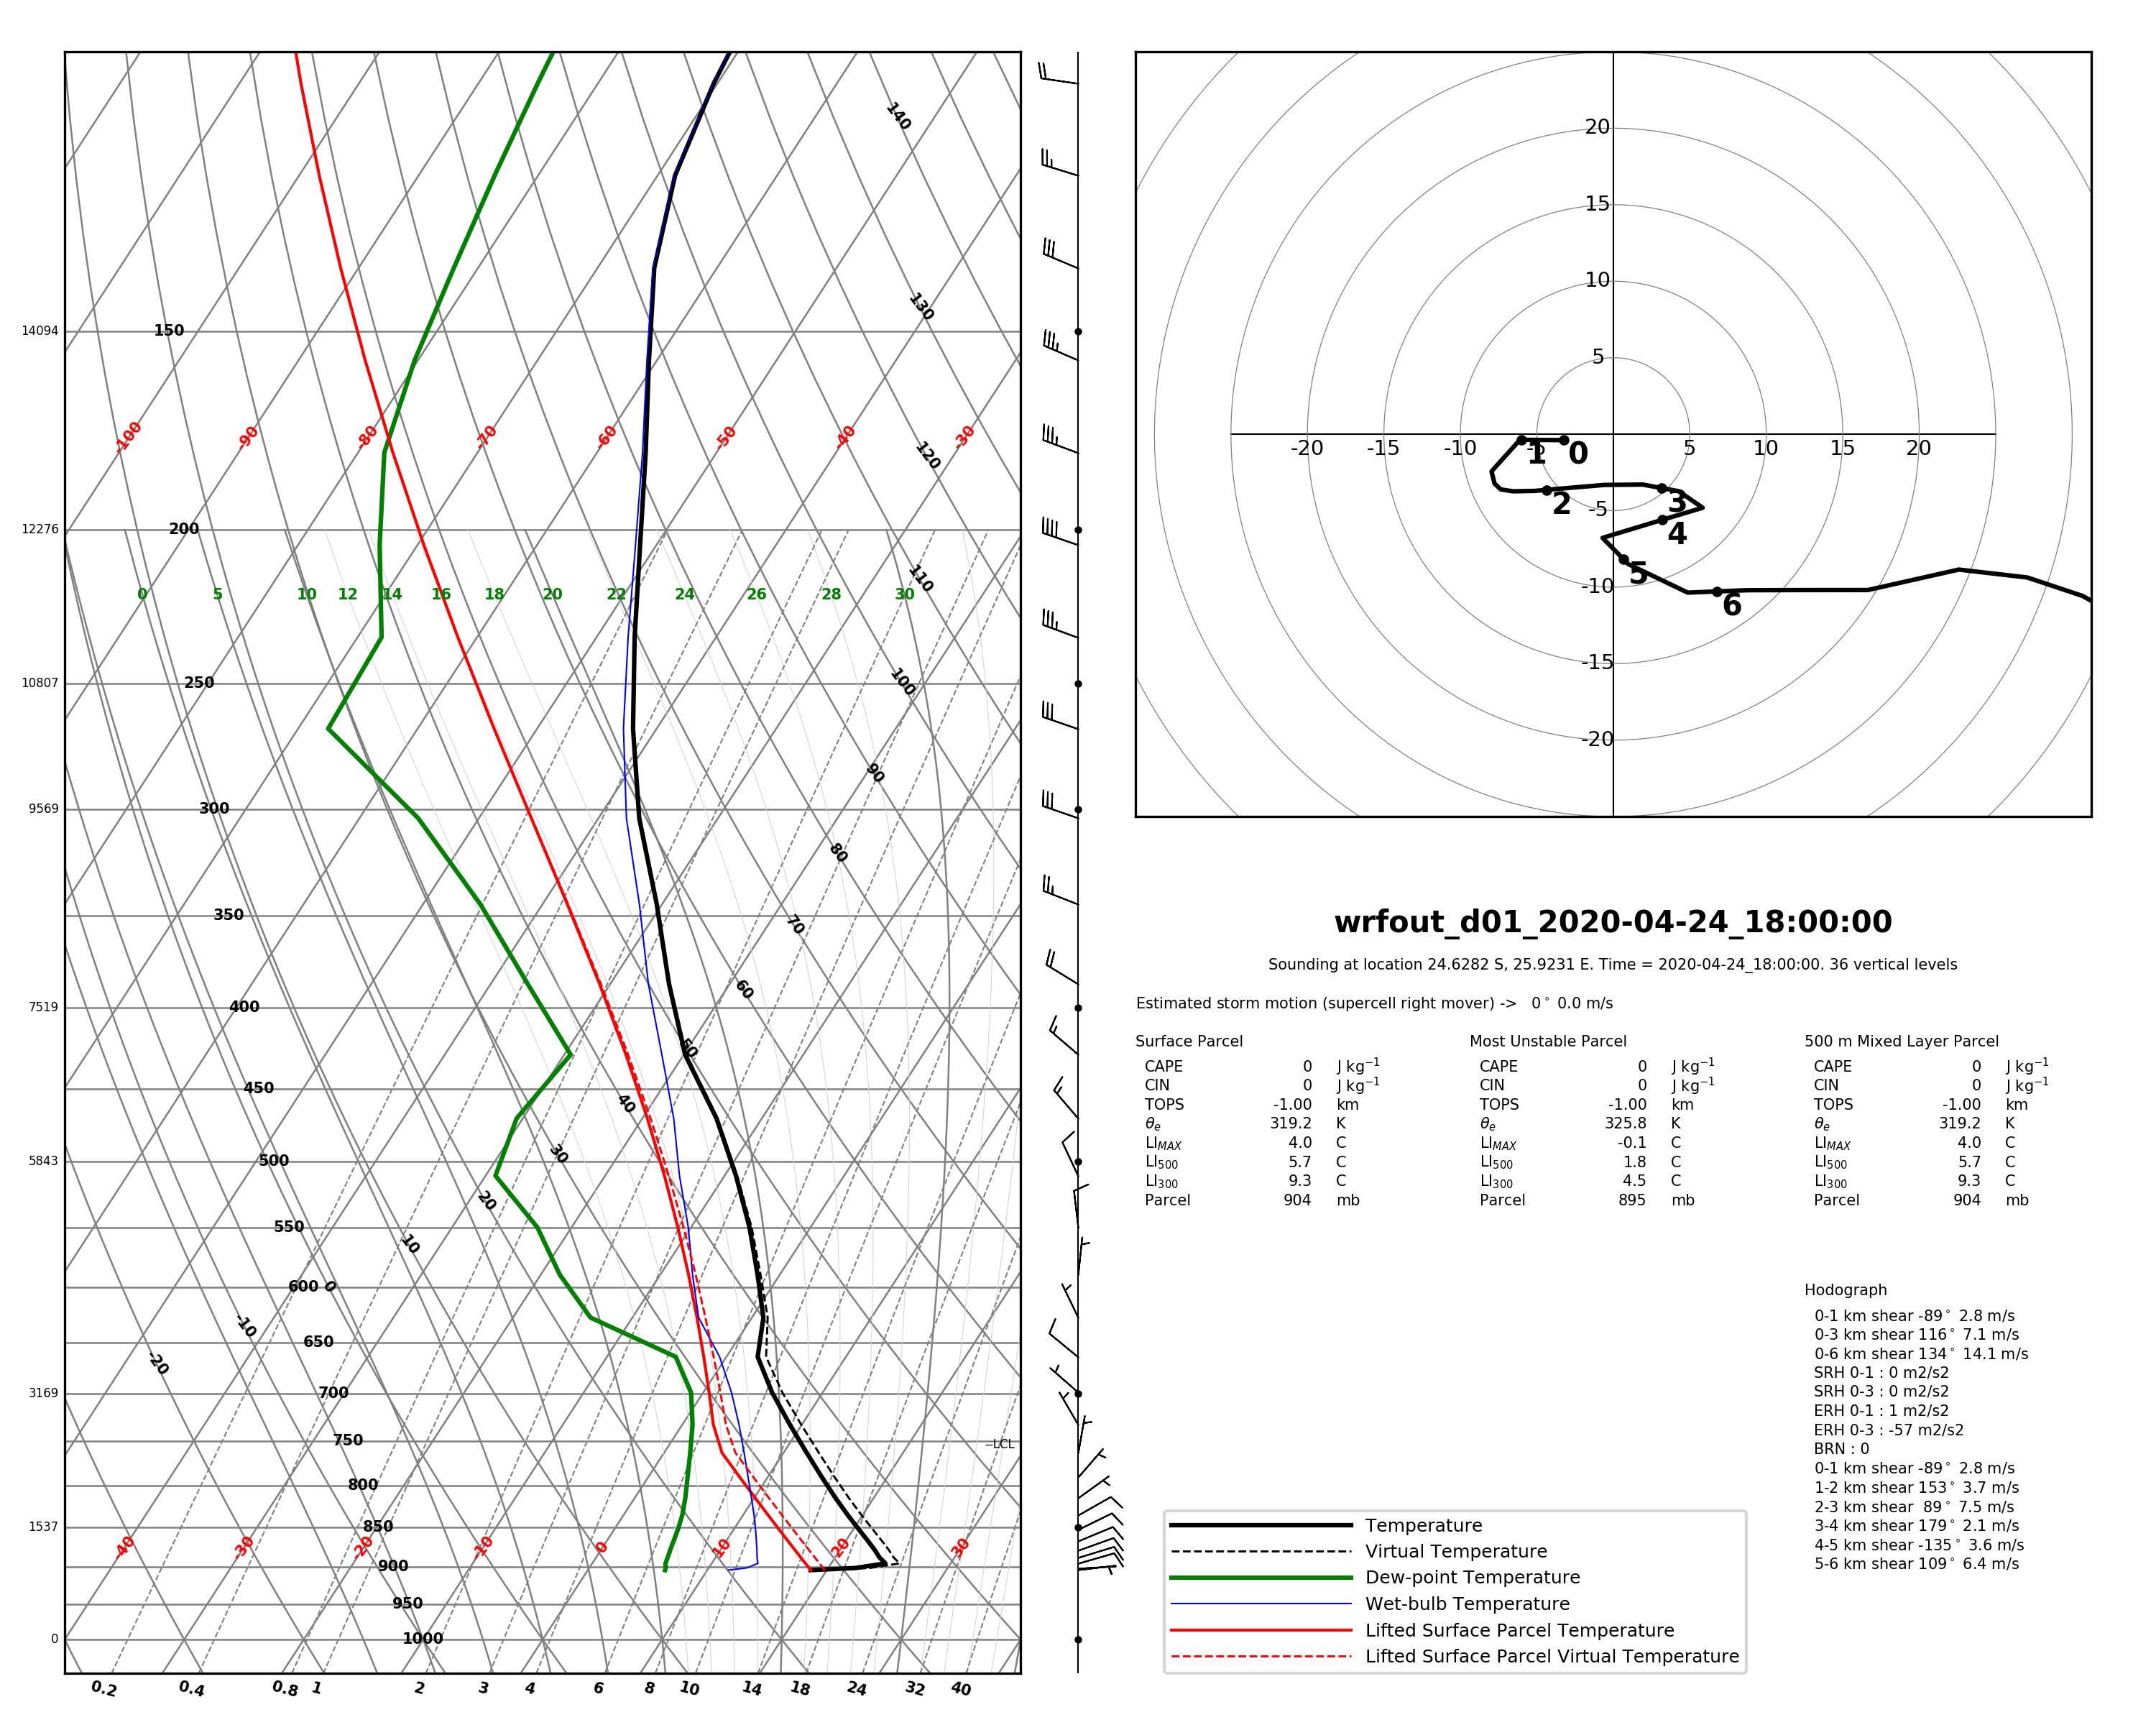 140
20
15
130
10
14094 150
5
-100 -90 -80 -70 -60 -50 -40 -30
120
-20 -15 -10 -5 5 10 15 20
1 0
2 3
-5
4
12276 200
5
110
-10
0 5 10 12 14 16 18 20 22 24 26 28 30
6
-15
10807 250
100
-20
90
9569 300
80
350
70
wrfout_d01_2020-04-24_18:00:00
Sounding at location 24.6282 S, 25.9231 E. Time = 2020-04-24_18:00:00. 36 vertical levels
60
7519 400
Estimated storm motion (supercell right mover) -> 0° 0.0 m/s
50
Surface Parcel Most Unstable Parcel 500 m Mixed Layer Parcel
CAPE 0 J kg⁻¹ CAPE 0 J kg⁻¹ CAPE 0 J kg⁻¹
CIN 0 J kg⁻¹ CIN 0 J kg⁻¹ CIN 0 J kg⁻¹
TOPS -1.00 km TOPS -1.00 km TOPS -1.00 km
θe 319.2 K θe 325.8 K θe 319.2 K
LIMAX 4.0 C LIMAX -0.1 C LIMAX 4.0 C
LI500 5.7 C LI500 1.8 C LI500 5.7 C
LI300 9.3 C LI300 4.5 C LI300 9.3 C
Parcel 904 mb Parcel 895 mb Parcel 904 mb
450
40
30
5843 500
20
550
10
600 0
-10
650
-20
3169 700
750
--LCL
800
1537 850
-40 -30 -20 -10 0 10 20 30
900
950
0 1000
0.2 0.4 0.8 1 2 3 4 6 8 10 14 18 24 32 40
Hodograph
0-1 km shear -89° 2.8 m/s
0-3 km shear 116° 7.1 m/s
0-6 km shear 134° 14.1 m/s
SRH 0-1 : 0 m2/s2
SRH 0-3 : 0 m2/s2
ERH 0-1 : 1 m2/s2
ERH 0-3 : -57 m2/s2
BRN : 0
0-1 km shear -89° 2.8 m/s
1-2 km shear 153° 3.7 m/s
2-3 km shear 89° 7.5 m/s
3-4 km shear 179° 2.1 m/s
4-5 km shear -135° 3.6 m/s
5-6 km shear 109° 6.4 m/s
Temperature
Virtual Temperature
Dew-point Temperature
Wet-bulb Temperature
Lifted Surface Parcel Temperature
Lifted Surface Parcel Virtual Temperature